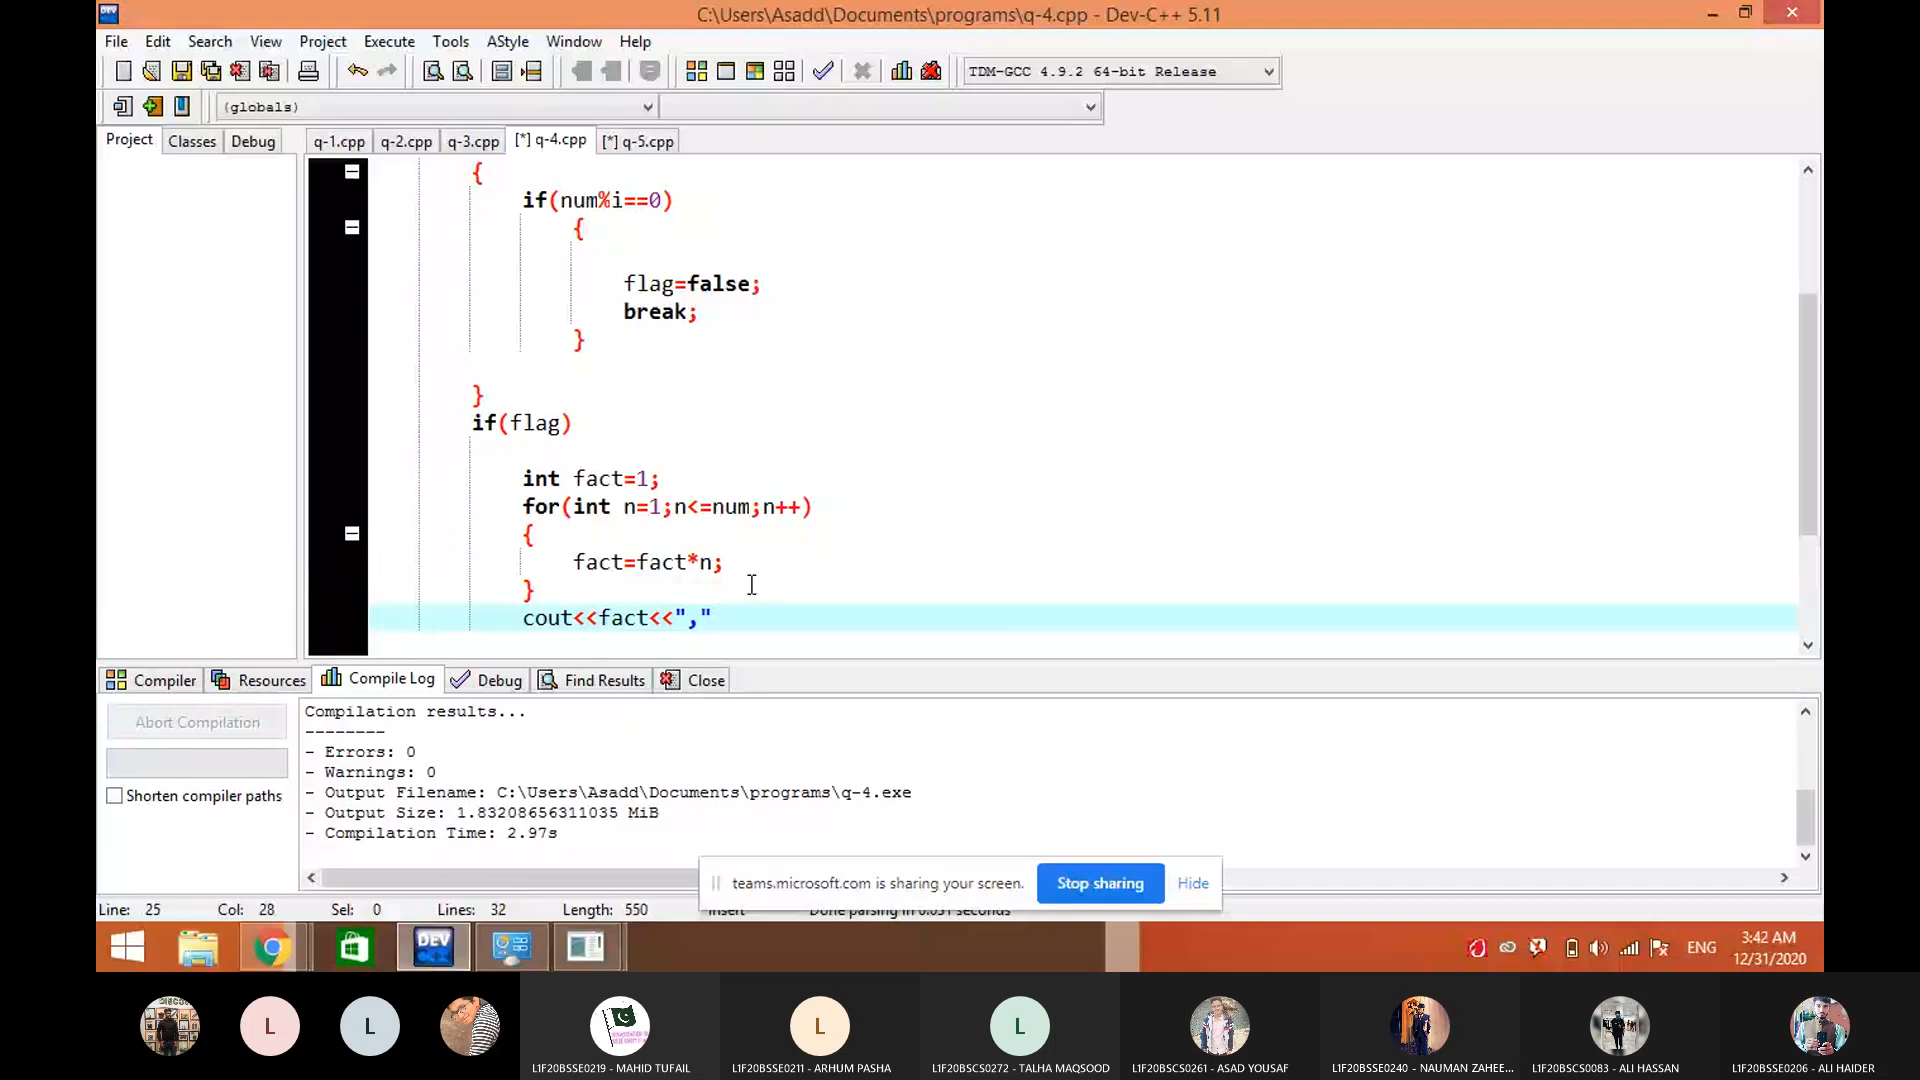 C:\Users\Asadd\Documents\programs\q-4.cpp - Dev-C++ 5.11
File Edit Search View Project Execute Tools AStyle Window Help
TDM-GCC 4.9.2 64-bit Release
(globals)
Project Classes Debug q-1.cpp q-2.cpp q-3.cpp [*] q-4.cpp [*] q-5.cpp
{
if(num%i==0)
{
flag=false;
break;
}
}
if(flag)
int fact=1;
for(int n=1;n<=num;n++)
{
fact=fact*n;
}
cout<<fact<<","
Compiler Resources Compile Log Debug Find Results Close
Abort Compilation
Shorten compiler paths
Compilation results...
--------
- Errors: 0
- Warnings: 0
- Output Filename: C:\Users\Asadd\Documents\programs\q-4.exe
- Output Size: 1.83208656311035 MiB
- Compilation Time: 2.97s
teams.microsoft.com is sharing your screen. Stop sharing Hide
Line: 25 Col: 28 Sel: 0 Lines: 32 Length: 550 Insert Done parsing in seconds
DEV
ENG
3:42 AM
12/31/2020
L L L L
L1F20BSSE0219 - MAHID TUFAIL
L1F20BSSE0211 - ARHUM PASHA
L1F20BSCS0272 - TALHA MAQSOOD
L1F20BSCS0261 - ASAD YOUSAF
L1F20BSSE0240 - NAUMAN ZAHEE...
L1F20BSCS0083 - ALI HASSAN
L1F20BSSE0206 - ALI HAIDER